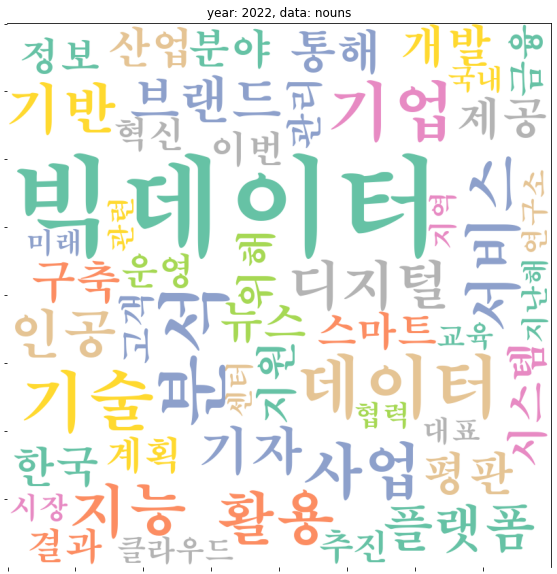 year: 2022, data: nouns
정보 산업 분야 통해 개발 금융
국내
기반 브랜드 관리 기업 제공
혁신 이번
빅데이터
관련 지역 서비스 연구소
미래
구축 운영 위해 디지털 지난해
인공 고객 분석 뉴스 스마트 교육
기술 센터 지원 데이터 시스템
협력
대표
한국 계획 기자 사업 평판
시장 지능 활용 플랫폼
결과 클라우드 추진